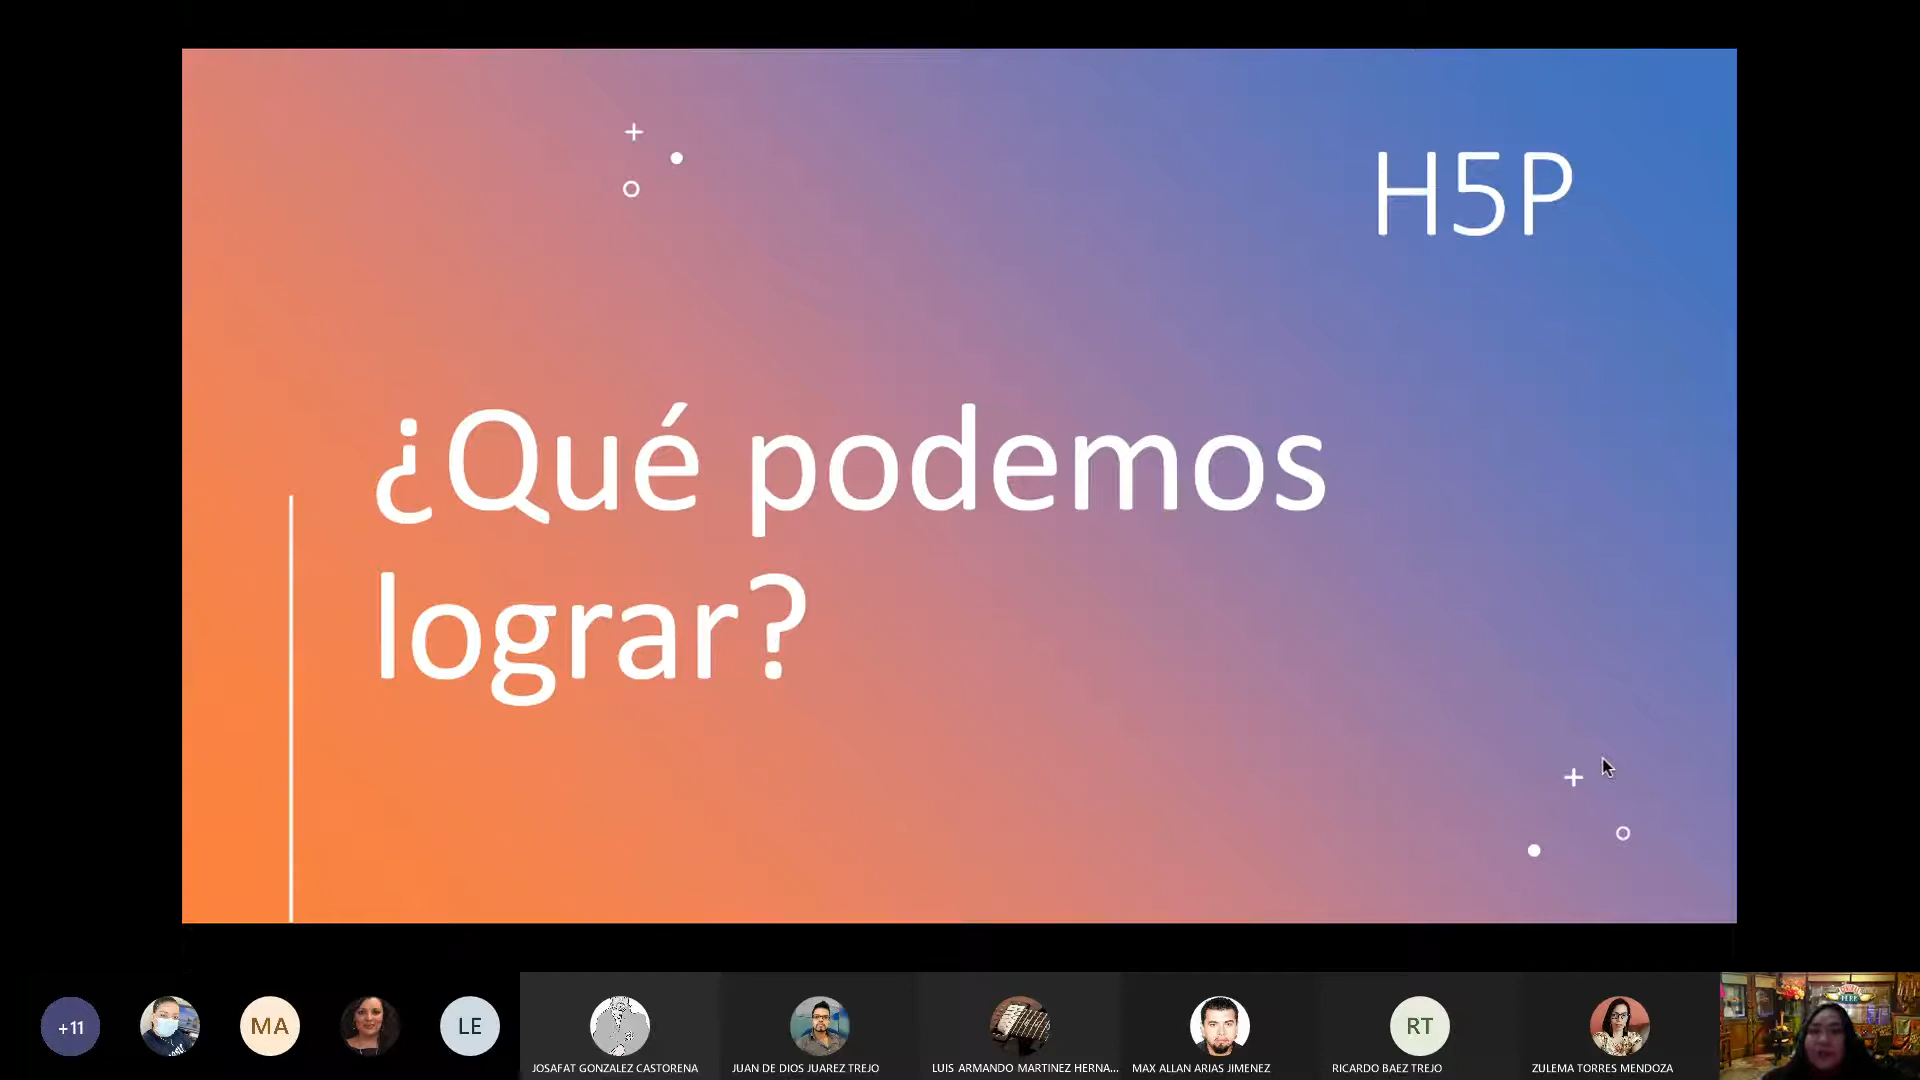 H5P
¿Qué podemos
lograr?
+11
MA
LE
RT
JOSAFAT GONZALEZ CASTORENA
JUAN DE DIOS JUAREZ TREJO
LUIS ARMANDO MARTINEZ HERNA...
MAX ALLAN ARIAS JIMENEZ
RICARDO BAEZ TREJO
ZULEMA TORRES MENDOZA
PERK